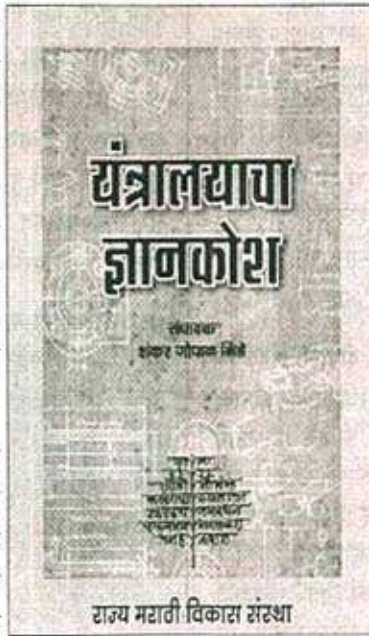 यंत्रालयाचा
ज्ञानकोश
संपादक
शंकर गोपाळ भिडे
राज्य मराठी विकास संस्था